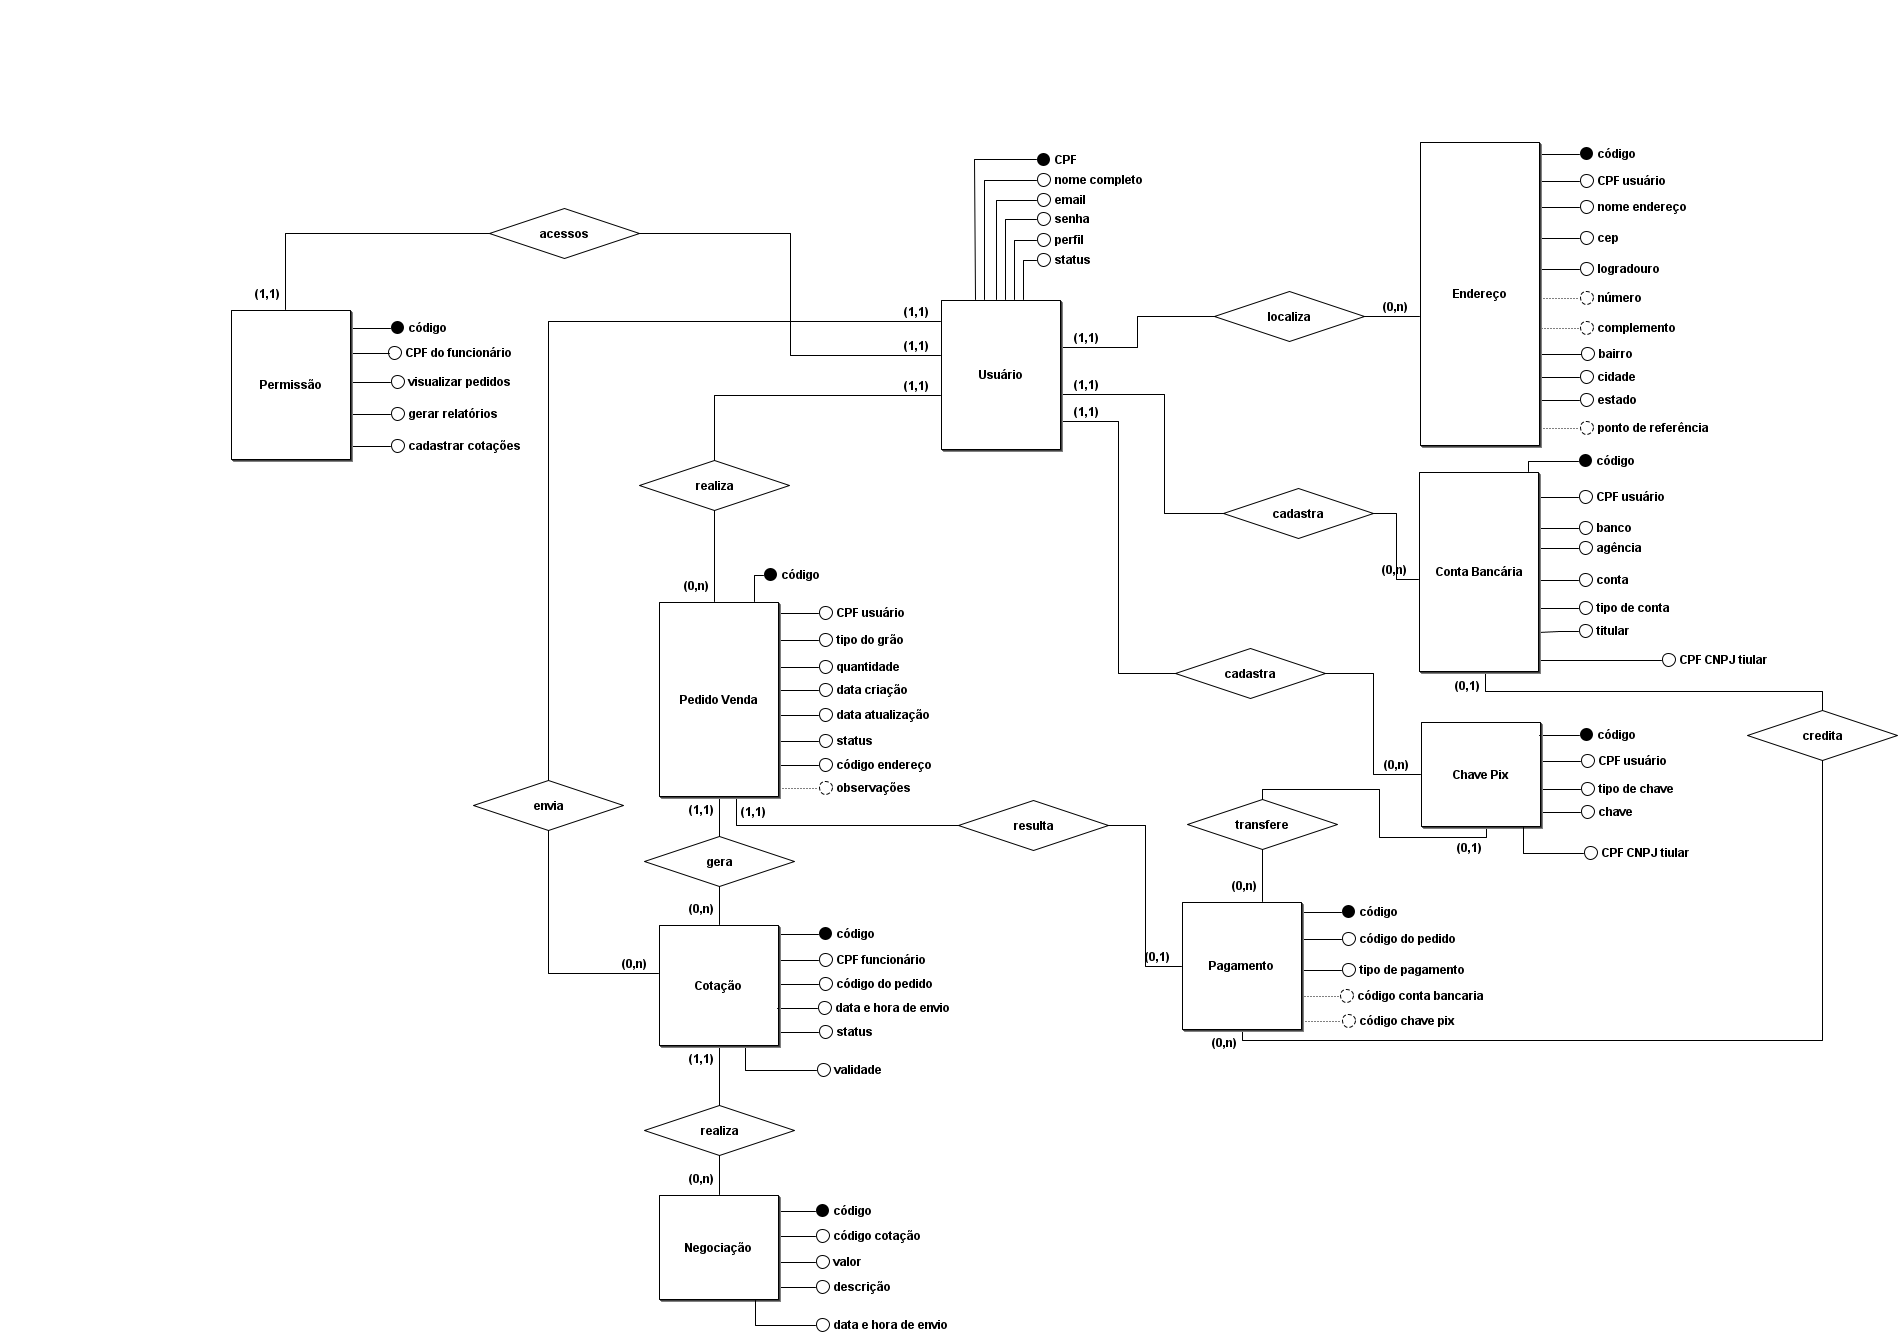 CPF
nome completo
email
senha
perfil
status
acessos
(1,1)
Permissão
código
CPF do funcionário
visualizar pedidos
gerar relatórios
cadastrar cotações
(1,1)
(1,1)
(1,1)
Usuário
(1,1)
(1,1)
(1,1)
localiza
(0,n)
Endereço
código
CPF usuário
nome endereço
cep
logradouro
número
complemento
bairro
cidade
estado
ponto de referência
cadastra
(0,n)
Conta Bancária
código
CPF usuário
banco
agência
conta
tipo de conta
titular
CPF CNPJ tiular
(0,1)
credita
realiza
(0,n)
Pedido Venda
código
CPF usuário
tipo do grão
quantidade
data criação
data atualização
status
código endereço
observações
(1,1)
(1,1)
cadastra
(0,n)
Chave Pix
código
CPF usuário
tipo de chave
chave
CPF CNPJ tiular
(0,1)
transfere
(0,n)
resulta
(0,1)
Pagamento
código
código do pedido
tipo de pagamento
código conta bancaria
código chave pix
(0,n)
envia
(0,n)
gera
(0,n)
Cotação
código
CPF funcionário
código do pedido
data e hora de envio
status
validade
(1,1)
realiza
(0,n)
Negociação
código
código cotação
valor
descrição
data e hora de envio